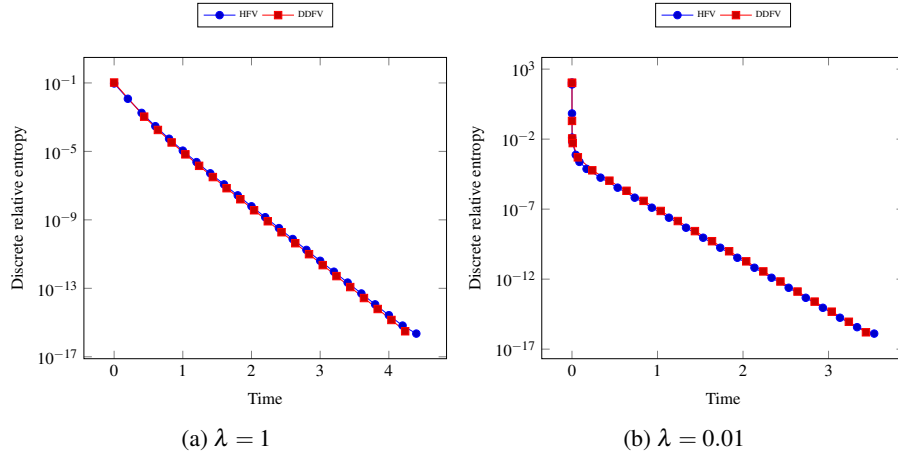 HFV DDFV
10⁻¹
10⁻⁵
10⁻⁹
10⁻¹³
10⁻¹⁷
Discrete relative entropy
0 1 2 3 4
Time
(a) λ = 1
HFV DDFV
10³
10⁻²
10⁻⁷
10⁻¹²
10⁻¹⁷
Discrete relative entropy
0 1 2 3
Time
(b) λ = 0.01